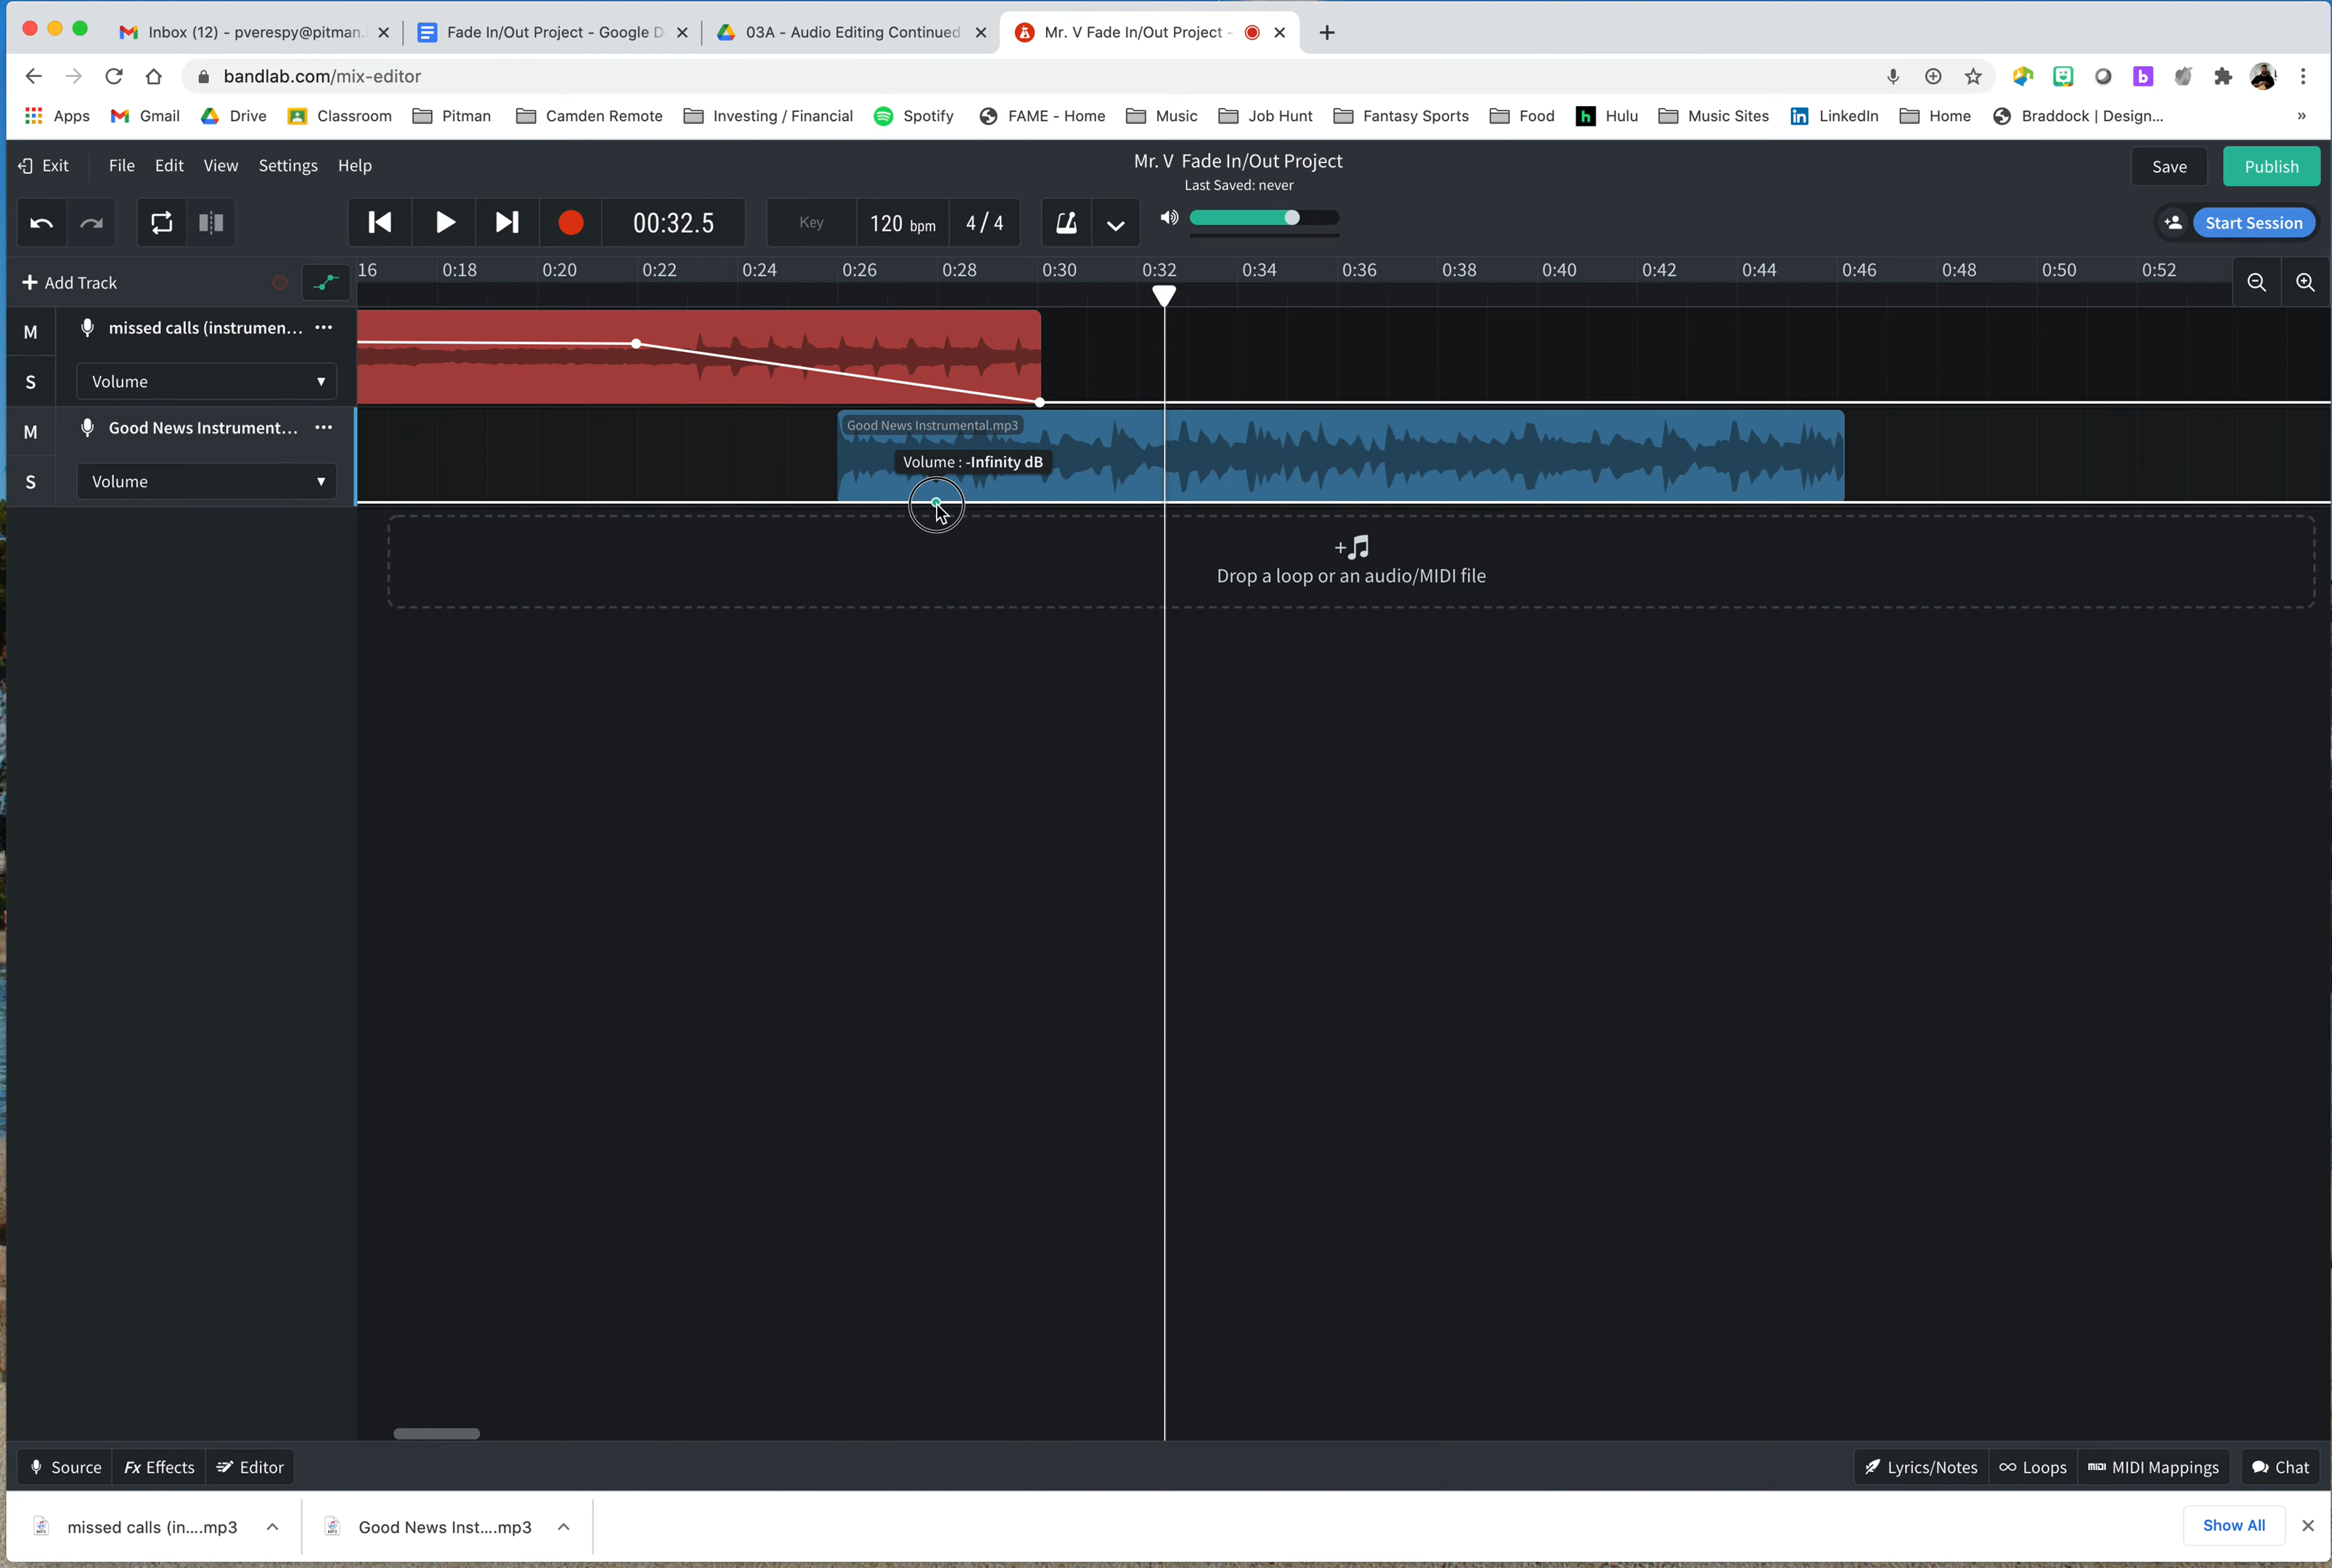 Inbox (12) - pverespy@pitman.
Fade In/Out Project - Google D
03A - Audio Editing Continued
Mr. V Fade In/Out Project -
bandlab.com/mix-editor
Apps Gmail Drive Classroom Pitman Camden Remote Investing / Financial Spotify FAME - Home Music Job Hunt Fantasy Sports Food Hulu Music Sites LinkedIn Home Braddock | Design... »
Exit File Edit View Settings Help
Mr. V Fade In/Out Project
Last Saved: never
Save Publish
00:32.5 Key 120 bpm 4 / 4
Start Session
+ Add Track
16 0:18 0:20 0:22 0:24 0:26 0:28 0:30 0:32 0:34 0:36 0:38 0:40 0:42 0:44 0:46 0:48 0:50 0:52
M missed calls (instrumen... ···
S Volume
M Good News Instrument... ···
S Volume
Good News Instrumental.mp3
Volume : -Infinity dB
Drop a loop or an audio/MIDI file
Source Fx Effects Editor
Lyrics/Notes Loops MIDI MIDI Mappings Chat
missed calls (in....mp3
Good News Inst....mp3
Show All